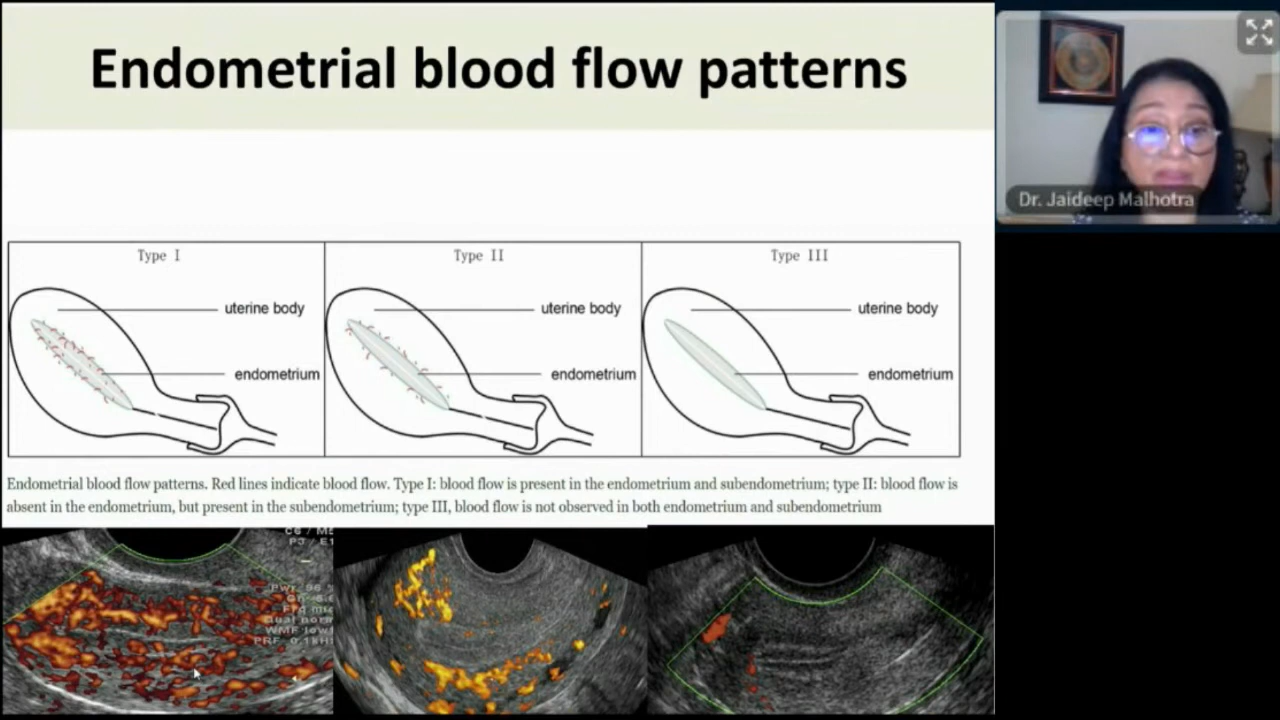 Endometrial blood flow patterns
Dr. Jaideep Malhotra
Type I
Type II
Type III
uterine body
uterine body
uterine body
endometrium
endometrium
endometrium
Endometrial blood flow patterns. Red lines indicate blood flow. Type I: blood flow is present in the endometrium and subendometrium; type II: blood flow is
absent in the endometrium, but present in the subendometrium; type III, blood flow is not observed in both endometrium and subendometrium